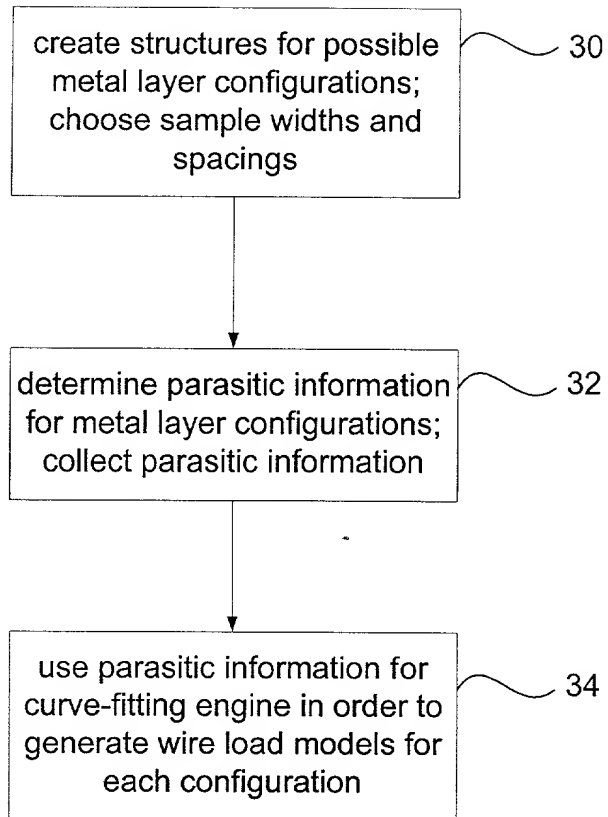 create structures for possible
metal layer configurations;
choose sample widths and
spacings
30
determine parasitic information
for metal layer configurations;
collect parasitic information
32
use parasitic information for
curve-fitting engine in order to
generate wire load models for
each configuration
34